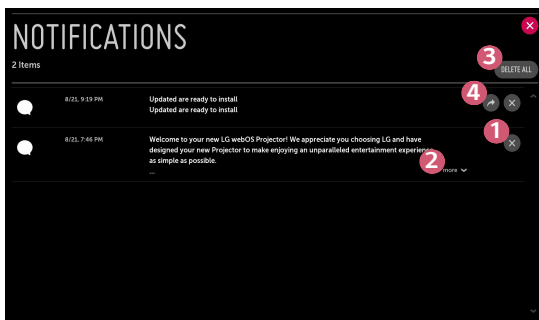 NOTIFICATIONS
2 Items
3
DELETE ALL
4
8/21, 9:19 PM
Updated are ready to install
Updated are ready to install
1
8/21, 7:46 PM
Welcome to your new LG webOS Projector! We appreciate you choosing LG and have
designed your new Projector to make enjoying an unparalleled entertainment experience
as simple as possible.
...
2
more